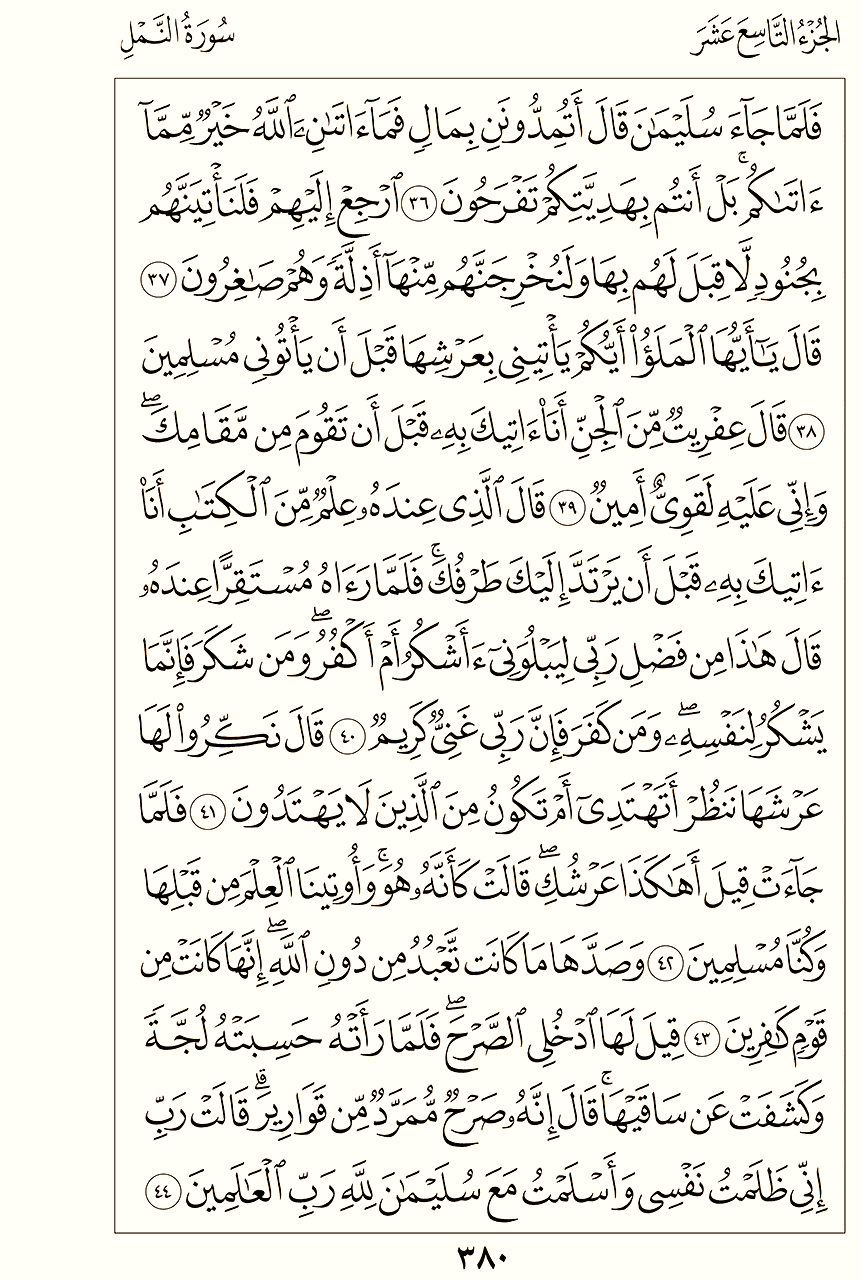 الجُزْءُ التَّاسِعَ عَشَرَ
سُورَةُ النَّمْلِ
فَلَمَّا جَآءَ سُلَيْمَٰنَ قَالَ أَتُمِدُّونَنِ بِمَالٍ فَمَآ ءَاتَىٰنِۦَ ٱللَّهُ خَيْرٌ مِّمَّآ
ءَاتَىٰكُمۚ بَلْ أَنتُم بِهَدِيَّتِكُمْ تَفْرَحُونَ ٣٦ ٱرْجِعْ إِلَيْهِمْ فَلَنَأْتِيَنَّهُم
بِجُنُودٍ لَّا قِبَلَ لَهُم بِهَا وَلَنُخْرِجَنَّهُم مِّنْهَآ أَذِلَّةً وَهُمْ صَٰغِرُونَ ٣٧
قَالَ يَٰٓأَيُّهَا ٱلْمَلَؤُا۟ أَيُّكُمْ يَأْتِينِى بِعَرْشِهَا قَبْلَ أَن يَأْتُونِى مُسْلِمِينَ
٣٨ قَالَ عِفْرِيتٌ مِّنَ ٱلْجِنِّ أَنَا۠ ءَاتِيكَ بِهِۦ قَبْلَ أَن تَقُومَ مِن مَّقَامِكَۖ
وَإِنِّى عَلَيْهِ لَقَوِىٌّ أَمِينٌ ٣٩ قَالَ ٱلَّذِى عِندَهُۥ عِلْمٌ مِّنَ ٱلْكِتَٰبِ أَنَا۠
ءَاتِيكَ بِهِۦ قَبْلَ أَن يَرْتَدَّ إِلَيْكَ طَرْفُكَۚ فَلَمَّا رَءَاهُ مُسْتَقِرًّا عِندَهُۥ
قَالَ هَٰذَا مِن فَضْلِ رَبِّى لِيَبْلُوَنِىٓ ءَأَشْكُرُ أَمْ أَكْفُرُۖ وَمَن شَكَرَ فَإِنَّمَا
يَشْكُرُ لِنَفْسِهِۦۖ وَمَن كَفَرَ فَإِنَّ رَبِّى غَنِىٌّ كَرِيمٌ ٤٠ قَالَ نَكِّرُوا۟ لَهَا
عَرْشَهَا نَنظُرْ أَتَهْتَدِىٓ أَمْ تَكُونُ مِنَ ٱلَّذِينَ لَا يَهْتَدُونَ ٤١ فَلَمَّا
جَآءَتْ قِيلَ أَهَٰكَذَا عَرْشُكِۖ قَالَتْ كَأَنَّهُۥ هُوَۚ وَأُوتِينَا ٱلْعِلْمَ مِن قَبْلِهَا
وَكُنَّا مُسْلِمِينَ ٤٢ وَصَدَّهَا مَا كَانَت تَّعْبُدُ مِن دُونِ ٱللَّهِۖ إِنَّهَا كَانَتْ مِن
قَوْمٍ كَٰفِرِينَ ٤٣ قِيلَ لَهَا ٱدْخُلِى ٱلصَّرْحَۖ فَلَمَّا رَأَتْهُ حَسِبَتْهُ لُجَّةً
وَكَشَفَتْ عَن سَاقَيْهَاۚ قَالَ إِنَّهُۥ صَرْحٌ مُّمَرَّدٌ مِّن قَوَارِيرَۗ قَالَتْ رَبِّ
إِنِّى ظَلَمْتُ نَفْسِى وَأَسْلَمْتُ مَعَ سُلَيْمَٰنَ لِلَّهِ رَبِّ ٱلْعَٰلَمِينَ ٤٤
٣٨٠